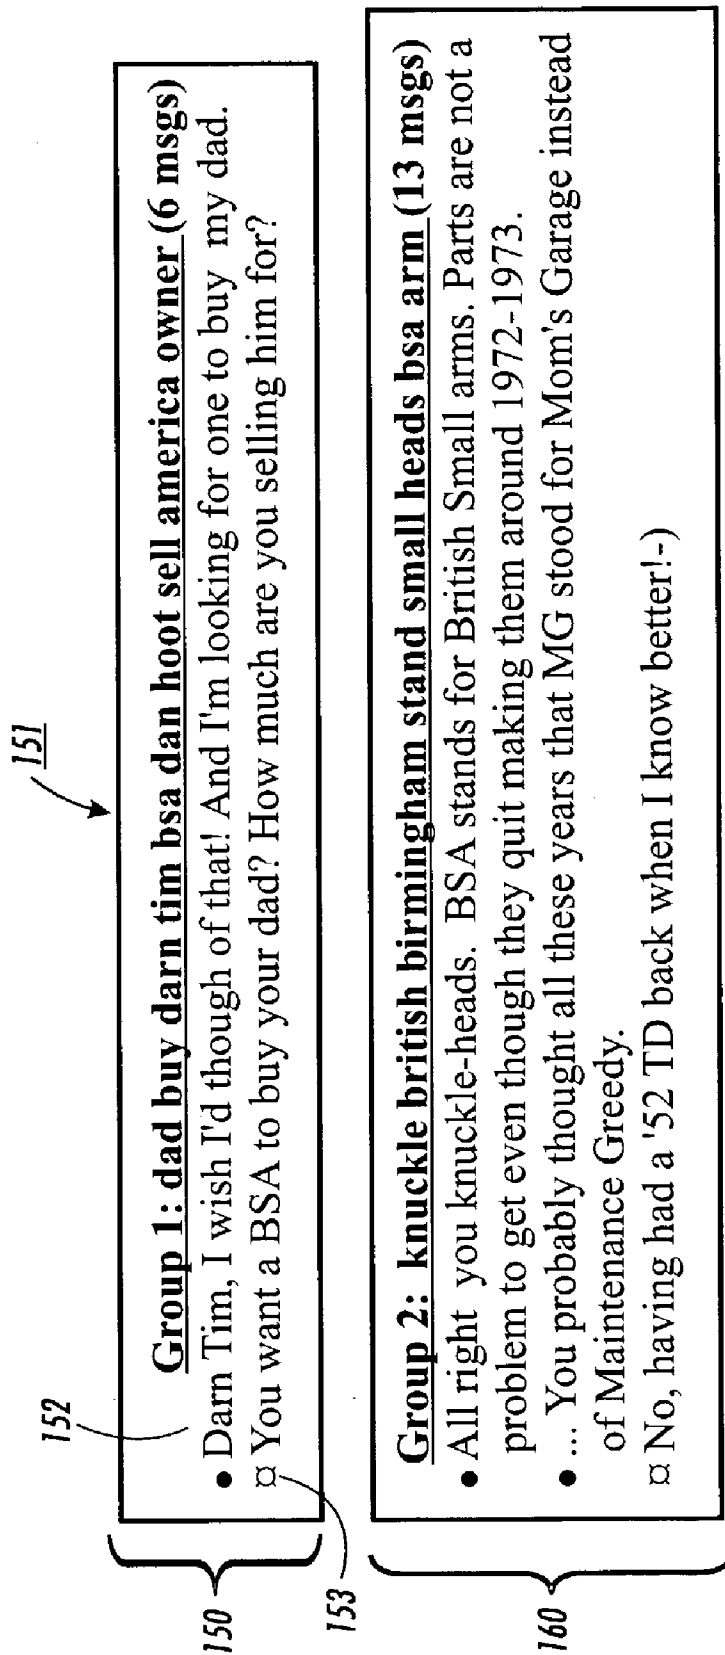 151
152
150
153
Group 1: dad buy darn tim bsa dan hoot sell america owner (6 msgs)
● Darn Tim, I wish I'd though of that! And I'm looking for one to buy my dad.
¤ You want a BSA to buy your dad? How much are you selling him for?
160
Group 2: knuckle british birmingham stand small heads bsa arm (13 msgs)
● All right you knuckle-heads. BSA stands for British Small arms. Parts are not a
problem to get even though they quit making them around 1972-1973.
● ... You probably thought all these years that MG stood for Mom's Garage instead
of Maintenance Greedy.
¤ No, having had a '52 TD back when I know better!-)